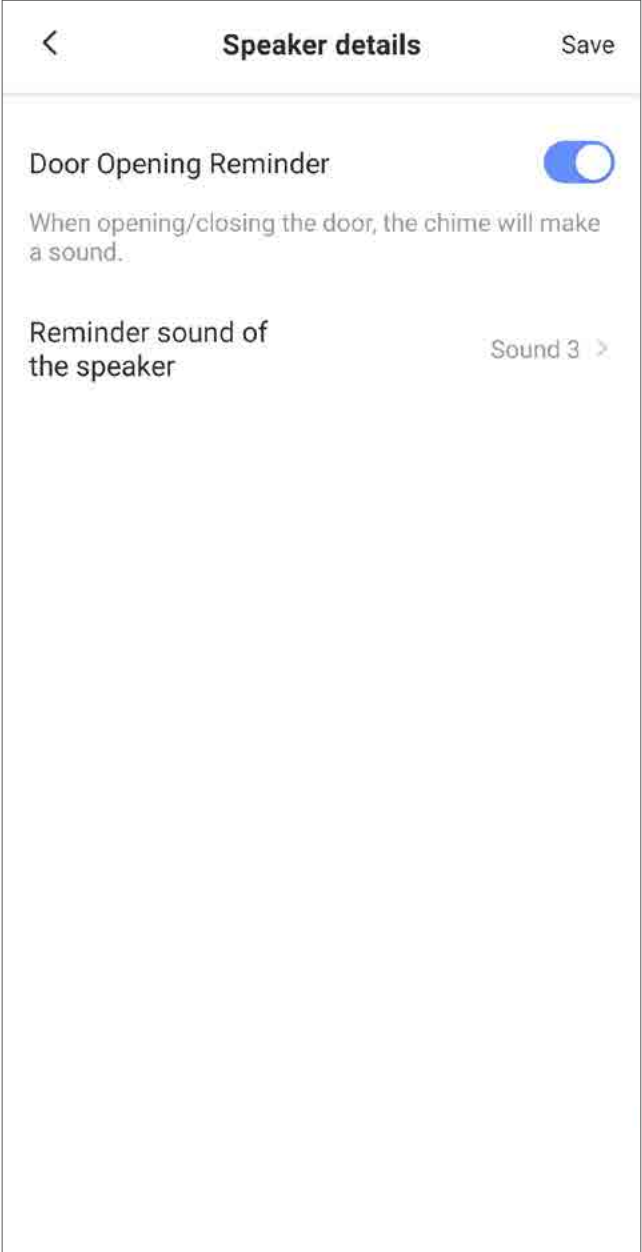 Speaker details
Save
Door Opening Reminder
When opening/closing the door, the chime will make
a sound.
Reminder sound of
the speaker
Sound 3